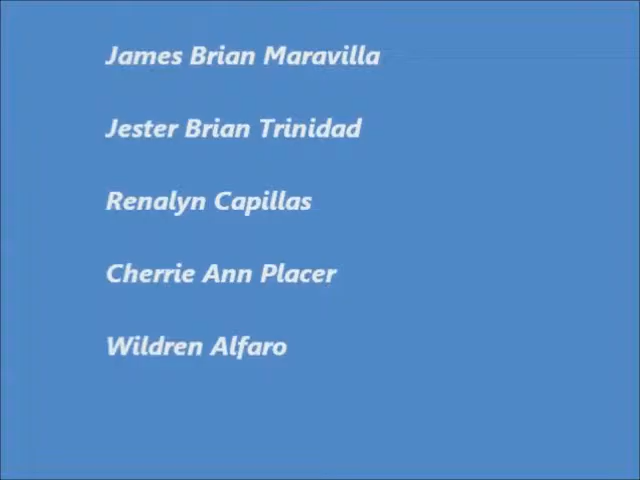 James Brian Maravilla
Jester Brian Trinidad
Renalyn Capillas
Cherrie Ann Placer
Wildren Alfaro